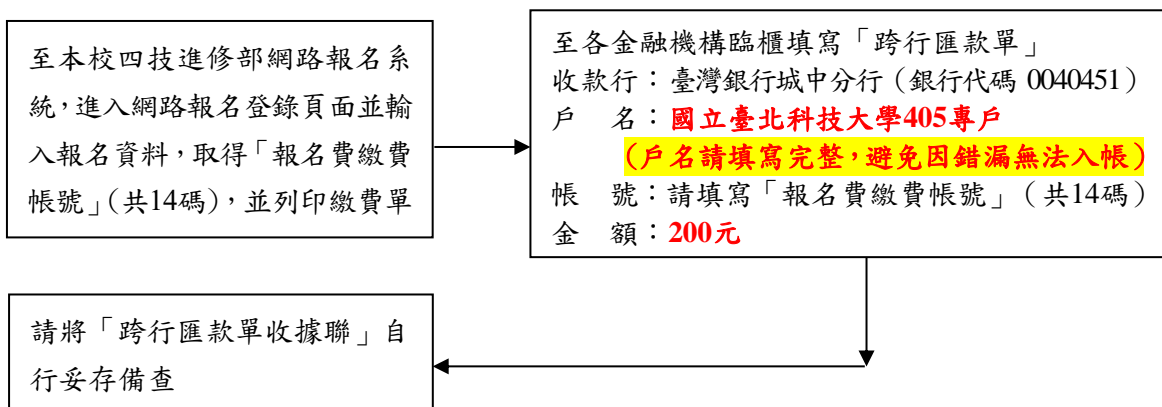 至本校四技進修部網路報名系
統，進入網路報名登錄頁面並輸
入報名資料，取得「報名費繳費
帳號」(共14碼)，並列印繳費單
至各金融機構臨櫃填寫「跨行匯款單」
收款行：臺灣銀行城中分行（銀行代碼 0040451）
戶　名：國立臺北科技大學405專戶
（戶名請填寫完整，避免因錯漏無法入帳）
帳　號：請填寫「報名費繳費帳號」（共14碼）
金　額：200元
請將「跨行匯款單收據聯」自
行妥存備查